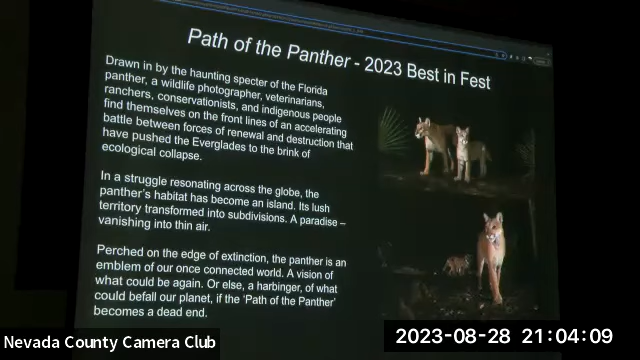 Path of the Panther - 2023 Best in Fest
Drawn in by the haunting specter of the Florida
panther, a wildlife photographer, veterinarians,
ranchers, conservationists, and indigenous people
find themselves on the front lines of an accelerating
battle between forces of renewal and destruction that
have pushed the Everglades to the brink of
ecological collapse.
In a struggle resonating across the globe, the
panther's habitat has become an island. Its lush
territory transformed into subdivisions. A paradise –
vanishing into thin air.
Perched on the edge of extinction, the panther is an
emblem of our once connected world. A vision of
what could be again. Or else, a harbinger, of what
could befall our planet, if the 'Path of the Panther'
becomes a dead end.
Nevada County Camera Club
2023-08-28 21:04:09